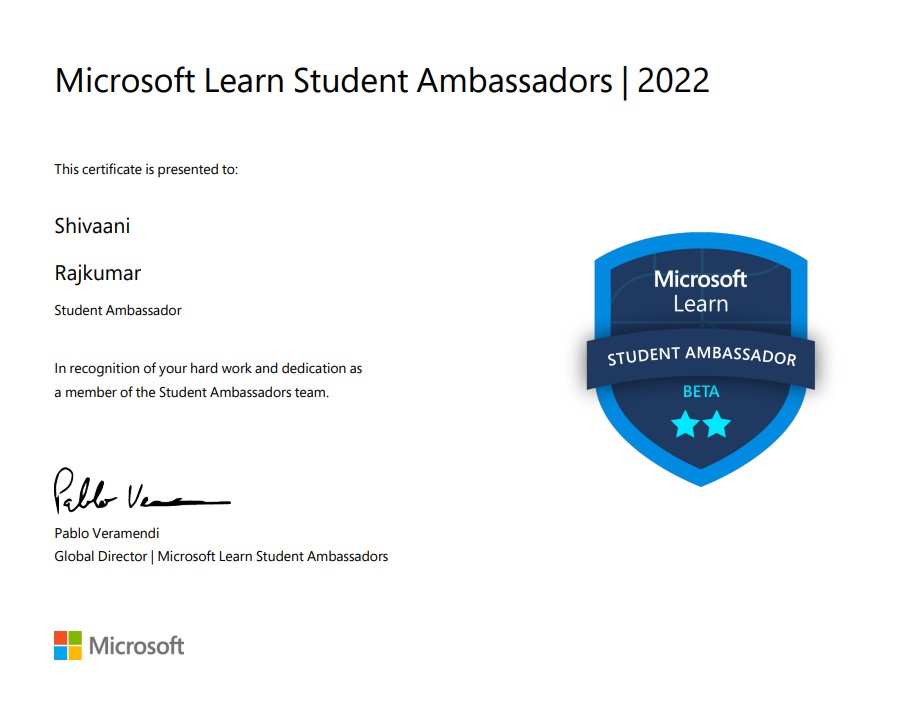 Microsoft Learn Student Ambassadors | 2022
This certificate is presented to:
Shivaani
Rajkumar
Student Ambassador
In recognition of your hard work and dedication as
a member of the Student Ambassadors team.
Microsoft
Learn
STUDENT AMBASSADOR
BETA
Pablo Veramendi
Global Director | Microsoft Learn Student Ambassadors
Microsoft